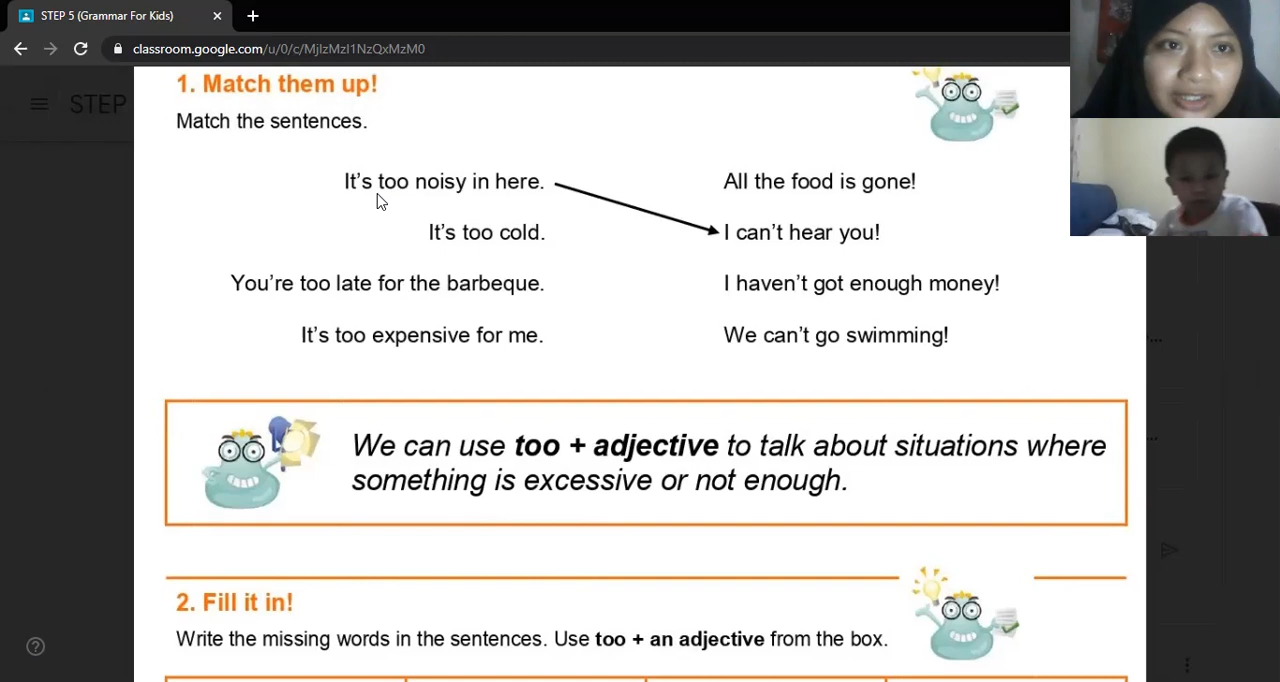 STEP 5 (Grammar For Kids)
classroom.google.com/u/0/c/MjIzMzI1NzQxMzM0
STEP
1. Match them up!
Match the sentences.
It's too noisy in here.
All the food is gone!
It's too cold.
I can't hear you!
You're too late for the barbeque.
I haven't got enough money!
It's too expensive for me.
We can't go swimming!
We can use too + adjective to talk about situations where
something is excessive or not enough.
2. Fill it in!
Write the missing words in the sentences. Use too + an adjective from the box.